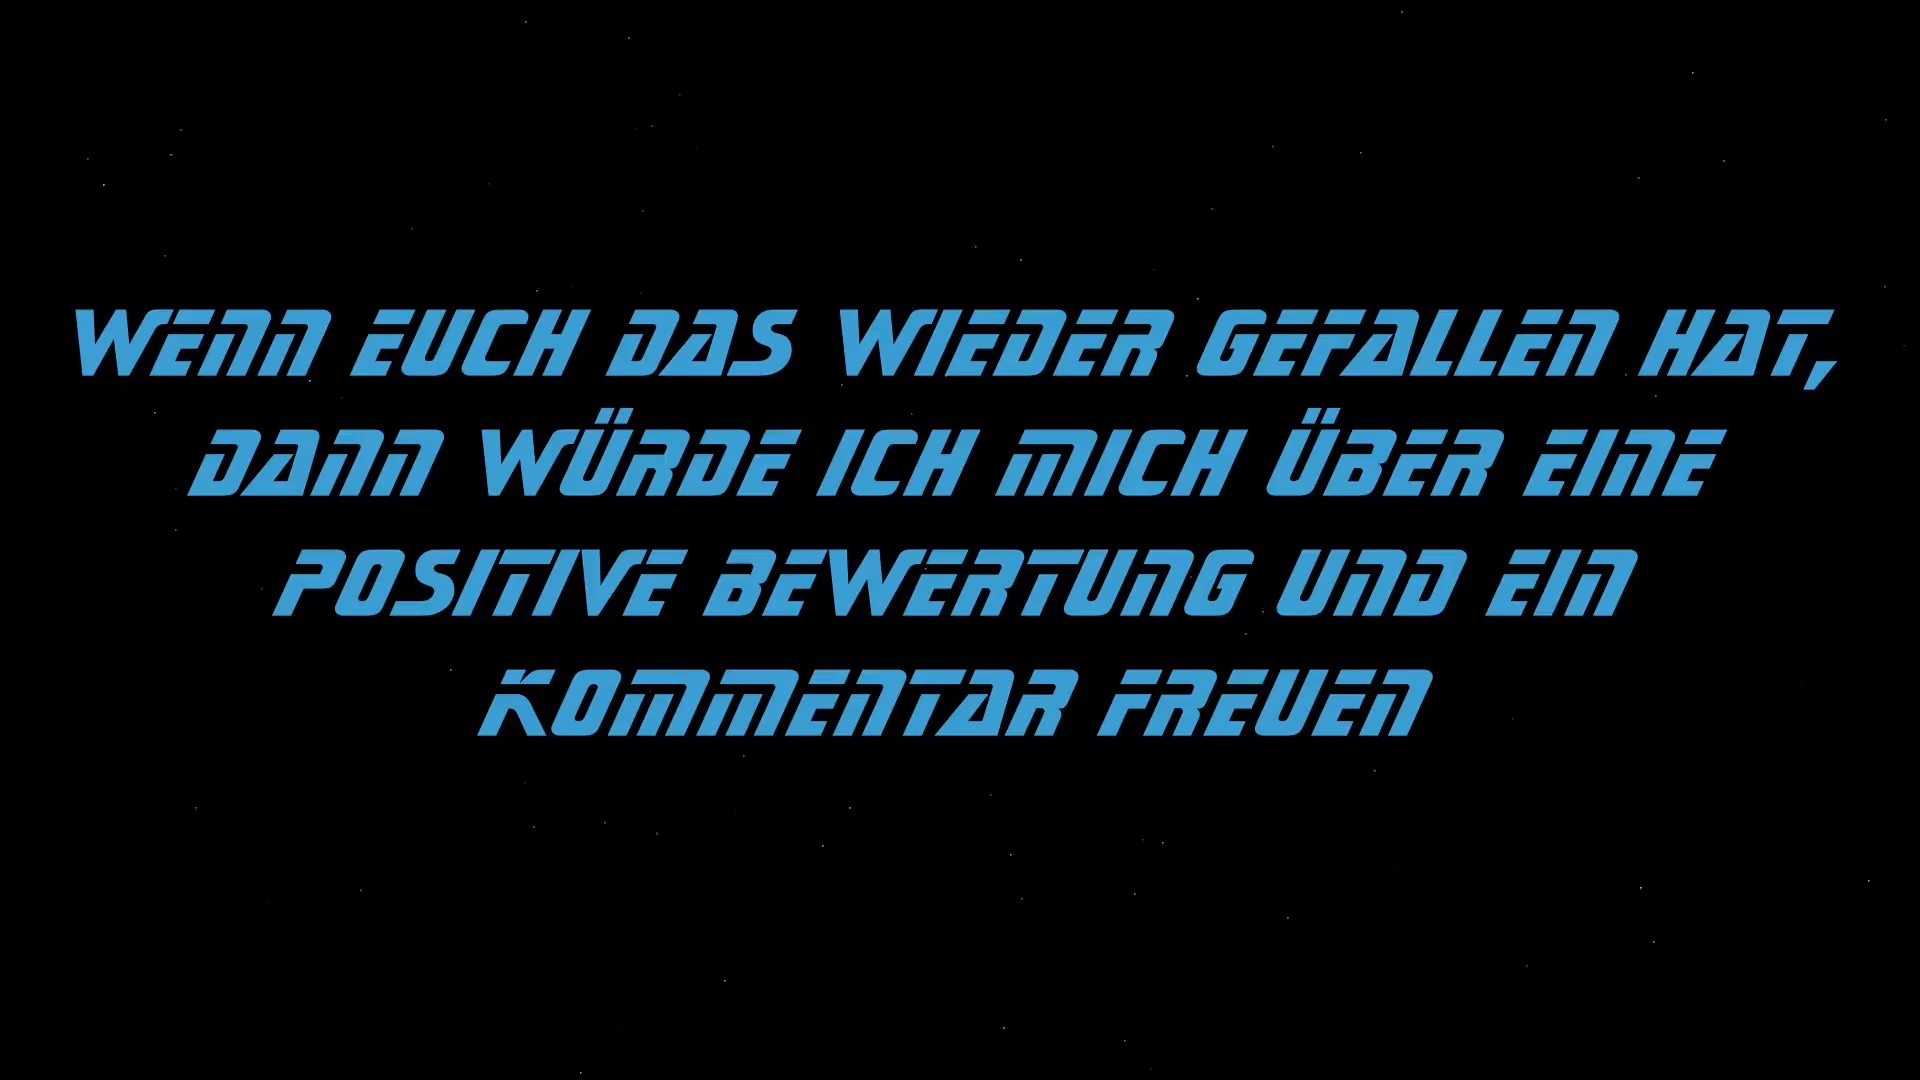 WENN EUCH DAS WIEDER GEFALLEN HAT,
DANN WÜRDE ICH MICH ÜBER EINE
POSITIVE BEWERTUNG UND EIN
KOMMENTAR FREUEN